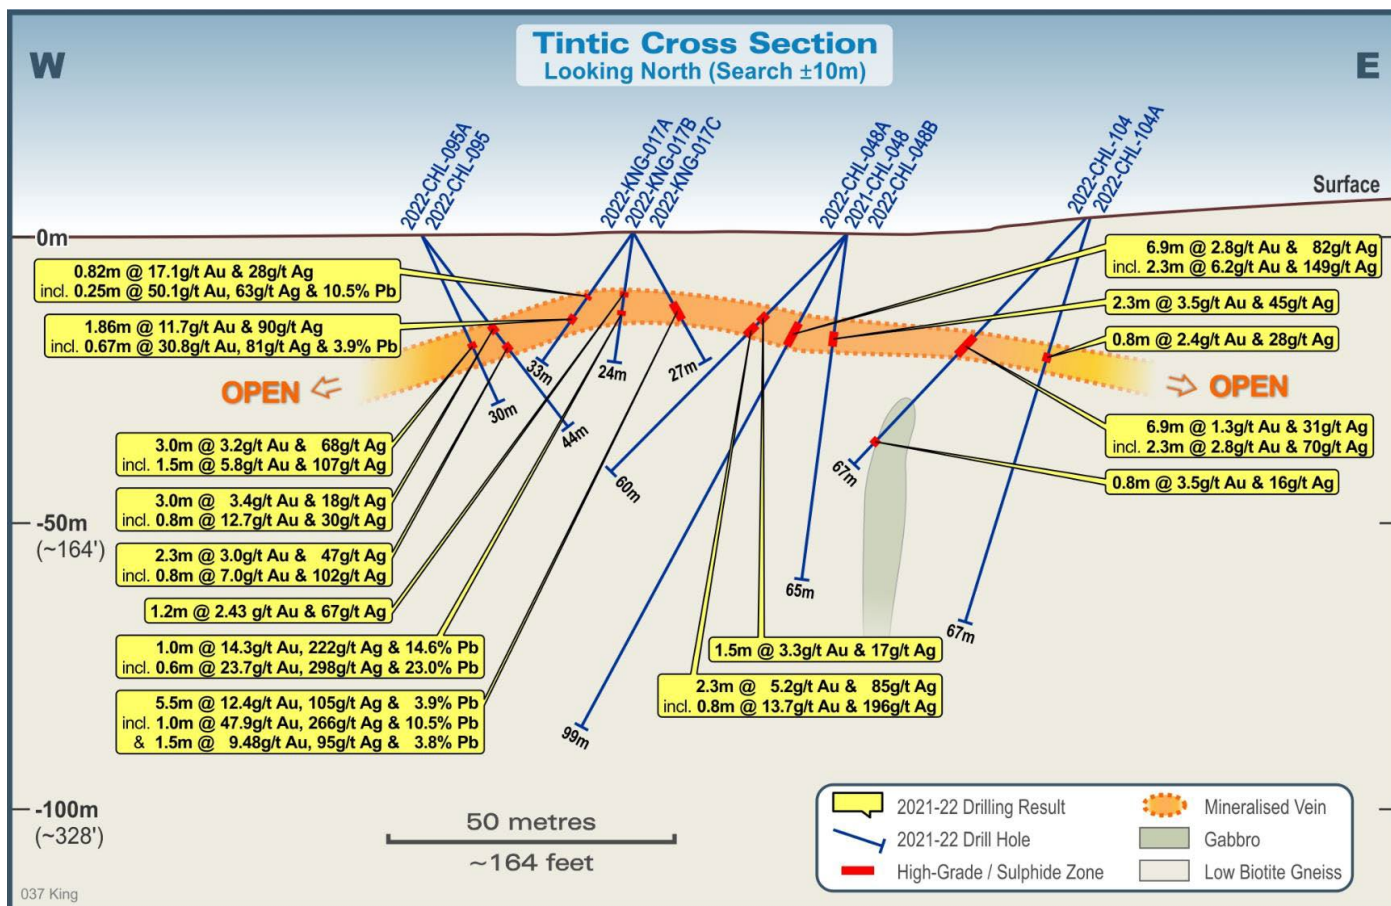 Tintic Cross Section
Looking North (Search ±10m)
W
E
2022-CHL-095A
2022-CHL-095
2022-KNG-017A
2022-KNG-017B
2022-KNG-017C
2022-CHL-048A
2021-CHL-048
2022-CHL-048B
2022-CHL-104
2022-CHL-104A
Surface
0m
0.82m @ 17.1g/t Au & 28g/t Ag
incl. 0.25m @ 50.1g/t Au, 63g/t Ag & 10.5% Pb
1.86m @ 11.7g/t Au & 90g/t Ag
incl. 0.67m @ 30.8g/t Au, 81g/t Ag & 3.9% Pb
6.9m @ 2.8g/t Au & 82g/t Ag
incl. 2.3m @ 6.2g/t Au & 149g/t Ag
2.3m @ 3.5g/t Au & 45g/t Ag
0.8m @ 2.4g/t Au & 28g/t Ag
OPEN
OPEN
33m
24m
27m
30m
44m
60m
67m
65m
67m
99m
6.9m @ 1.3g/t Au & 31g/t Ag
incl. 2.3m @ 2.8g/t Au & 70g/t Ag
0.8m @ 3.5g/t Au & 16g/t Ag
3.0m @ 3.2g/t Au & 68g/t Ag
incl. 1.5m @ 5.8g/t Au & 107g/t Ag
3.0m @ 3.4g/t Au & 18g/t Ag
incl. 0.8m @ 12.7g/t Au & 30g/t Ag
-50m
(~164')
2.3m @ 3.0g/t Au & 47g/t Ag
incl. 0.8m @ 7.0g/t Au & 102g/t Ag
1.2m @ 2.43 g/t Au & 67g/t Ag
1.0m @ 14.3g/t Au, 222g/t Ag & 14.6% Pb
incl. 0.6m @ 23.7g/t Au, 298g/t Ag & 23.0% Pb
5.5m @ 12.4g/t Au, 105g/t Ag & 3.9% Pb
incl. 1.0m @ 47.9g/t Au, 266g/t Ag & 10.5% Pb
& 1.5m @ 9.48g/t Au, 95g/t Ag & 3.8% Pb
1.5m @ 3.3g/t Au & 17g/t Ag
2.3m @ 5.2g/t Au & 85g/t Ag
incl. 0.8m @ 13.7g/t Au & 196g/t Ag
-100m
(~328')
50 metres
~164 feet
2021-22 Drilling Result
2021-22 Drill Hole
High-Grade / Sulphide Zone
Mineralised Vein
Gabbro
Low Biotite Gneiss
037 King